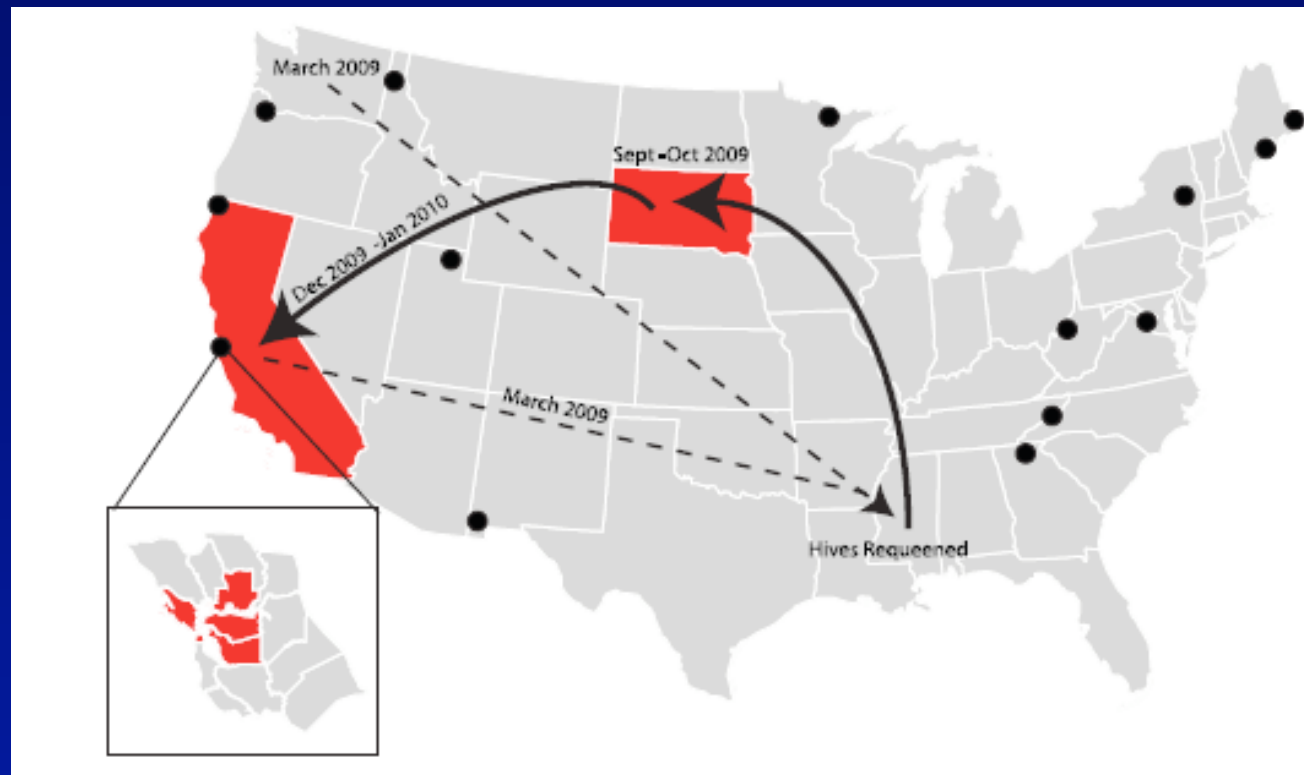 March 2009
Sept-Oct 2009
Dec 2009 -Jan 2010
March 2009
Hives Requeened